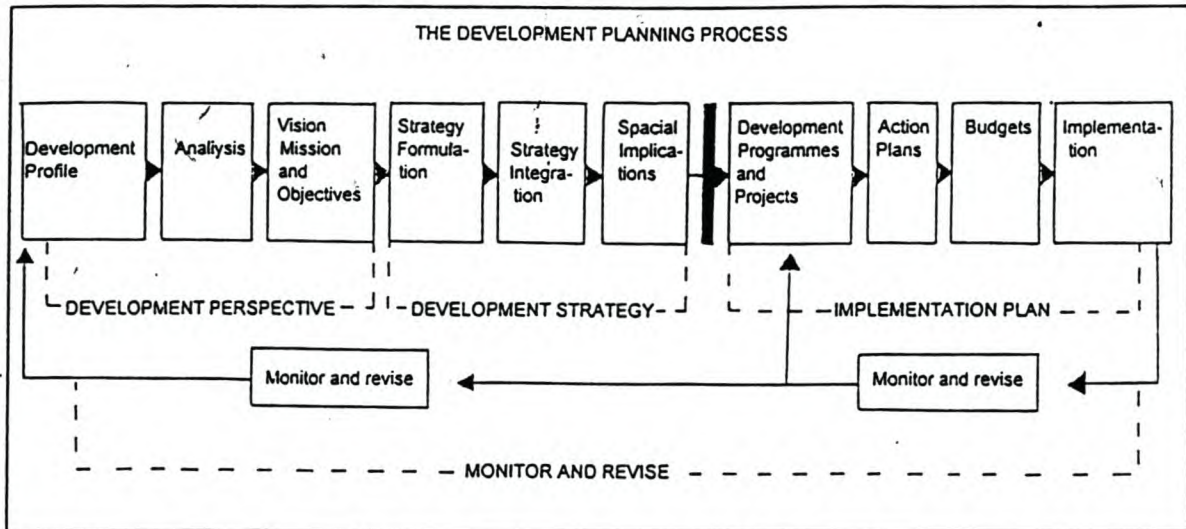 THE DEVELOPMENT PLANNING PROCESS
Development
Profile
Analysis
Vision
Mission
and
Objectives
Strategy
Formula-
tion
Strategy
Integra-
tion
Spacial
Implica-
tions
Development
Programmes
and
Projects
Action
Plans
Budgets
Implementa-
tion
DEVELOPMENT PERSPECTIVE
DEVELOPMENT STRATEGY
IMPLEMENTATION PLAN
Monitor and revise
Monitor and revise
MONITOR AND REVISE